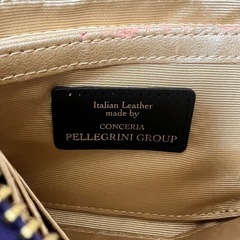 Italian Leather
made by
CONCERIA
PELLEGRINI GROUP